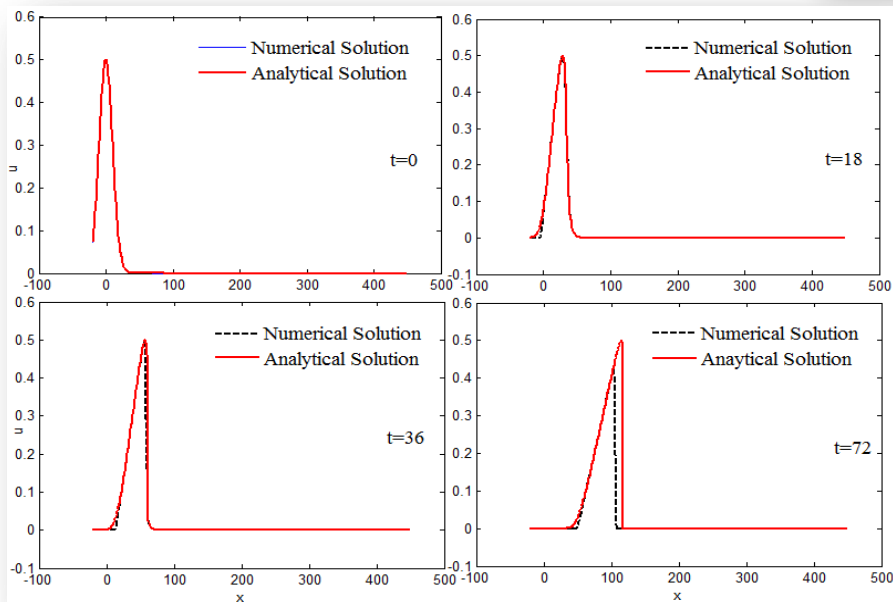 0.6
0.5
0.4
0.3
0.2
0.1
0
u
-100 0 100 200 300 400 500
Numerical Solution
Analytical Solution
t=0
0.6
0.5
0.4
0.3
0.2
0.1
0
-0.1
-100 0 100 200 300 400 500
Numerical Solution
Analytical Solution
t=18
0.6
0.5
0.4
0.3
0.2
0.1
0
-0.1
u
-100 0 100 200 300 400 500
x
Numerical Solution
Analytical Solution
t=36
0.6
0.5
0.4
0.3
0.2
0.1
0
-0.1
-100 0 100 200 300 400 500
x
Numerical Solution
Anaytical Solution
t=72